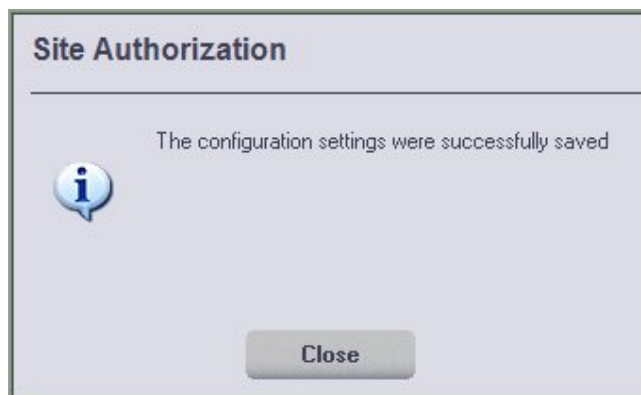 Site Authorization
The configuration settings were successfully saved
Close